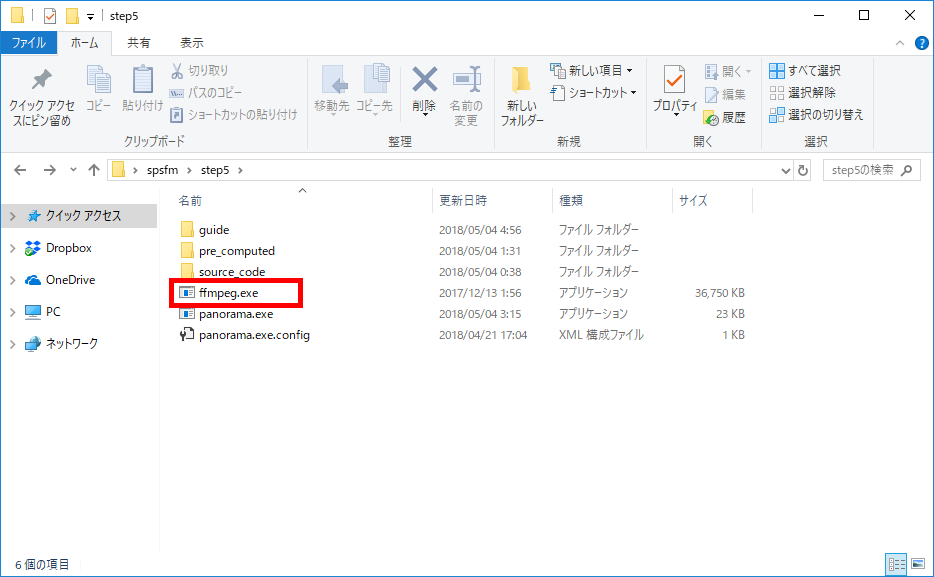 step5
ファイル ホーム 共有 表示
クイック アクセスにピン留め
コピー
貼り付け
切り取り
パスのコピー
ショートカットの貼り付け
クリップボード
移動先
コピー先
削除
名前の変更
整理
新しいフォルダー
新しい項目
ショートカット
新規
プロパティ
開く
編集
履歴
開く
すべて選択
選択解除
選択の切り替え
選択
spsfm › step5 ›
step5の検索
クイック アクセス
Dropbox
OneDrive
PC
ネットワーク
名前 更新日時 種類 サイズ
guide 2018/05/04 4:56 ファイル フォルダー
pre_computed 2018/05/04 1:31 ファイル フォルダー
source_code 2018/05/04 0:38 ファイル フォルダー
ffmpeg.exe 2017/12/13 1:56 アプリケーション 36,750 KB
panorama.exe 2018/05/04 3:15 アプリケーション 23 KB
panorama.exe.config 2018/04/21 17:04 XML 構成ファイル 1 KB
6 個の項目